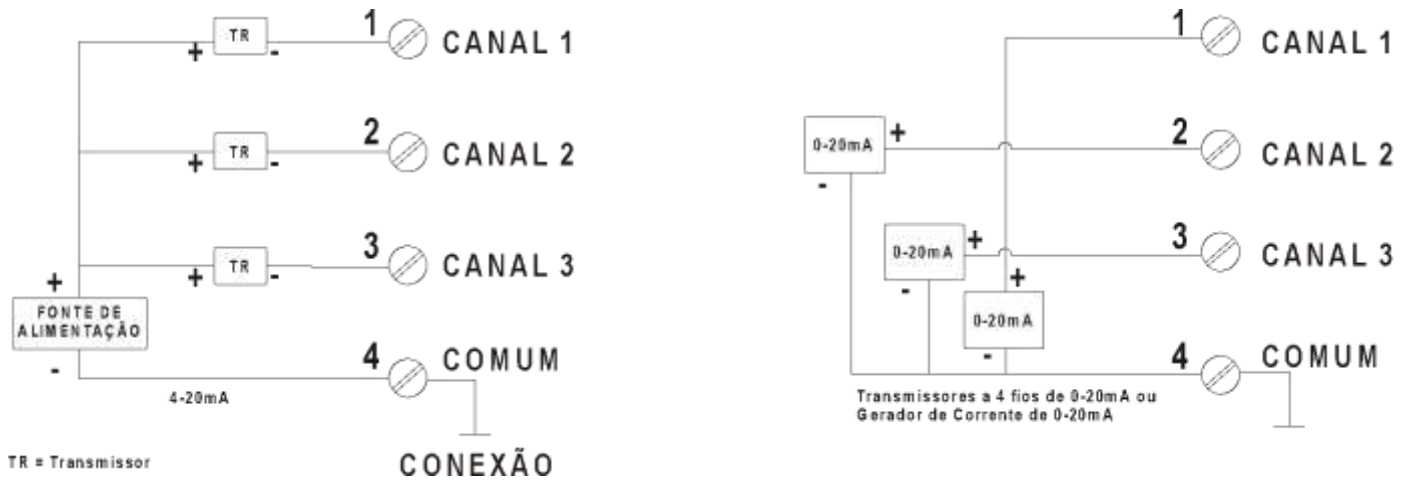 TR
+
-
1
CANAL 1
TR
+
-
2
CANAL 2
TR
+
-
3
CANAL 3
+
FONTE DE
ALIMENTAÇÃO
-
4
COMUM
4-20mA
TR = Transmissor
CONEXÃO
1
CANAL 1
0-20mA
+
-
2
CANAL 2
0-20mA
+
-
3
CANAL 3
+
0-20mA
-
4
COMUM
Transmissores a 4 fios de 0-20mA ou
Gerador de Corrente de 0-20mA